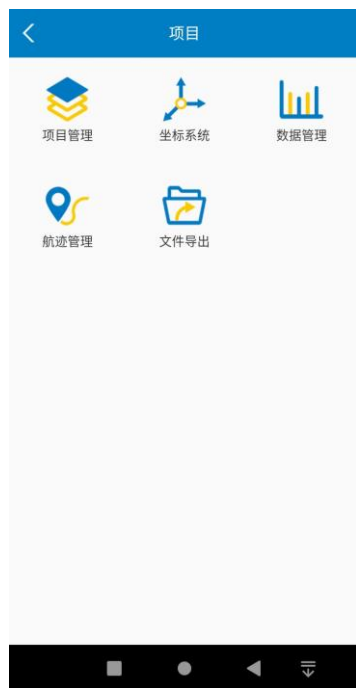 项目
项目管理
坐标系统
数据管理
航迹管理
文件导出